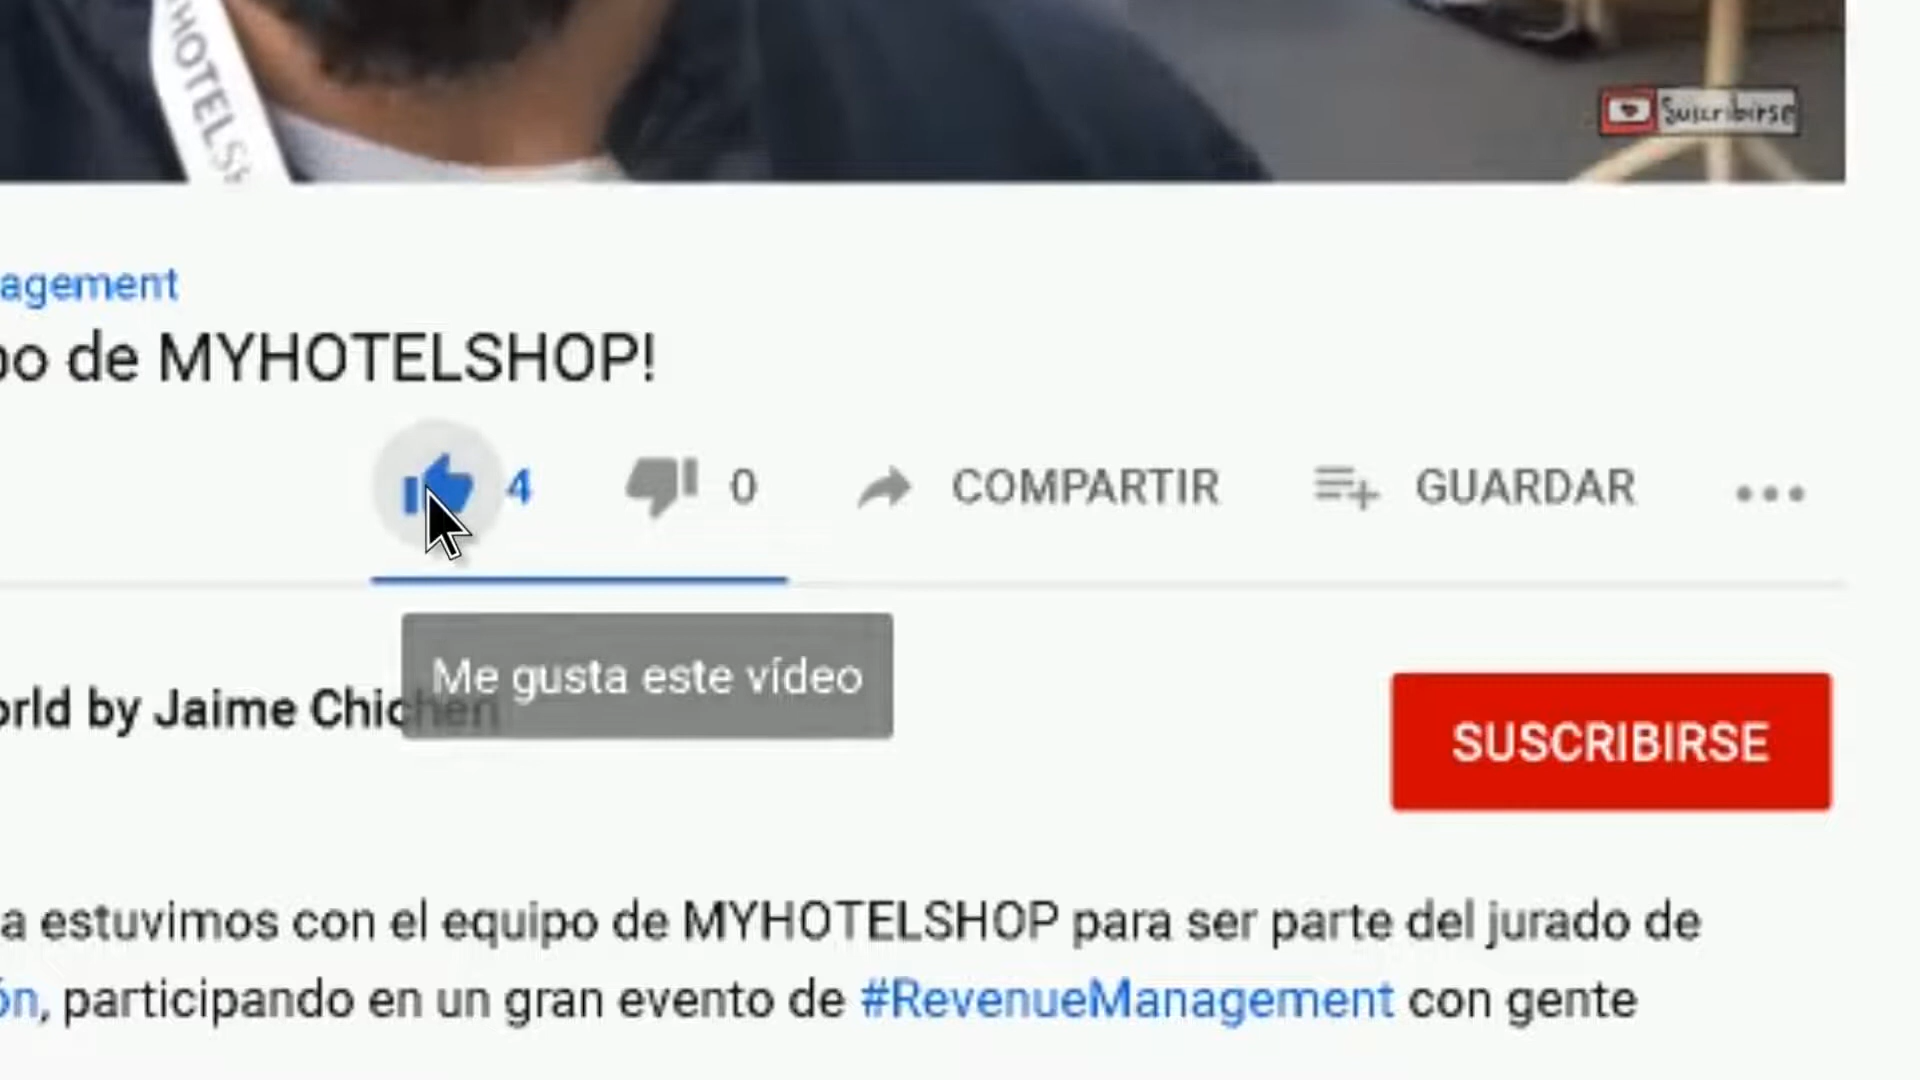 HOTELSH
Suscribirse
agement
po de MYHOTELSHOP!
4 0 COMPARTIR GUARDAR
Me gusta este vídeo
orld by Jaime Chichen
SUSCRIBIRSE
a estuvimos con el equipo de MYHOTELSHOP para ser parte del jurado de
ón, participando en un gran evento de #RevenueManagement con gente